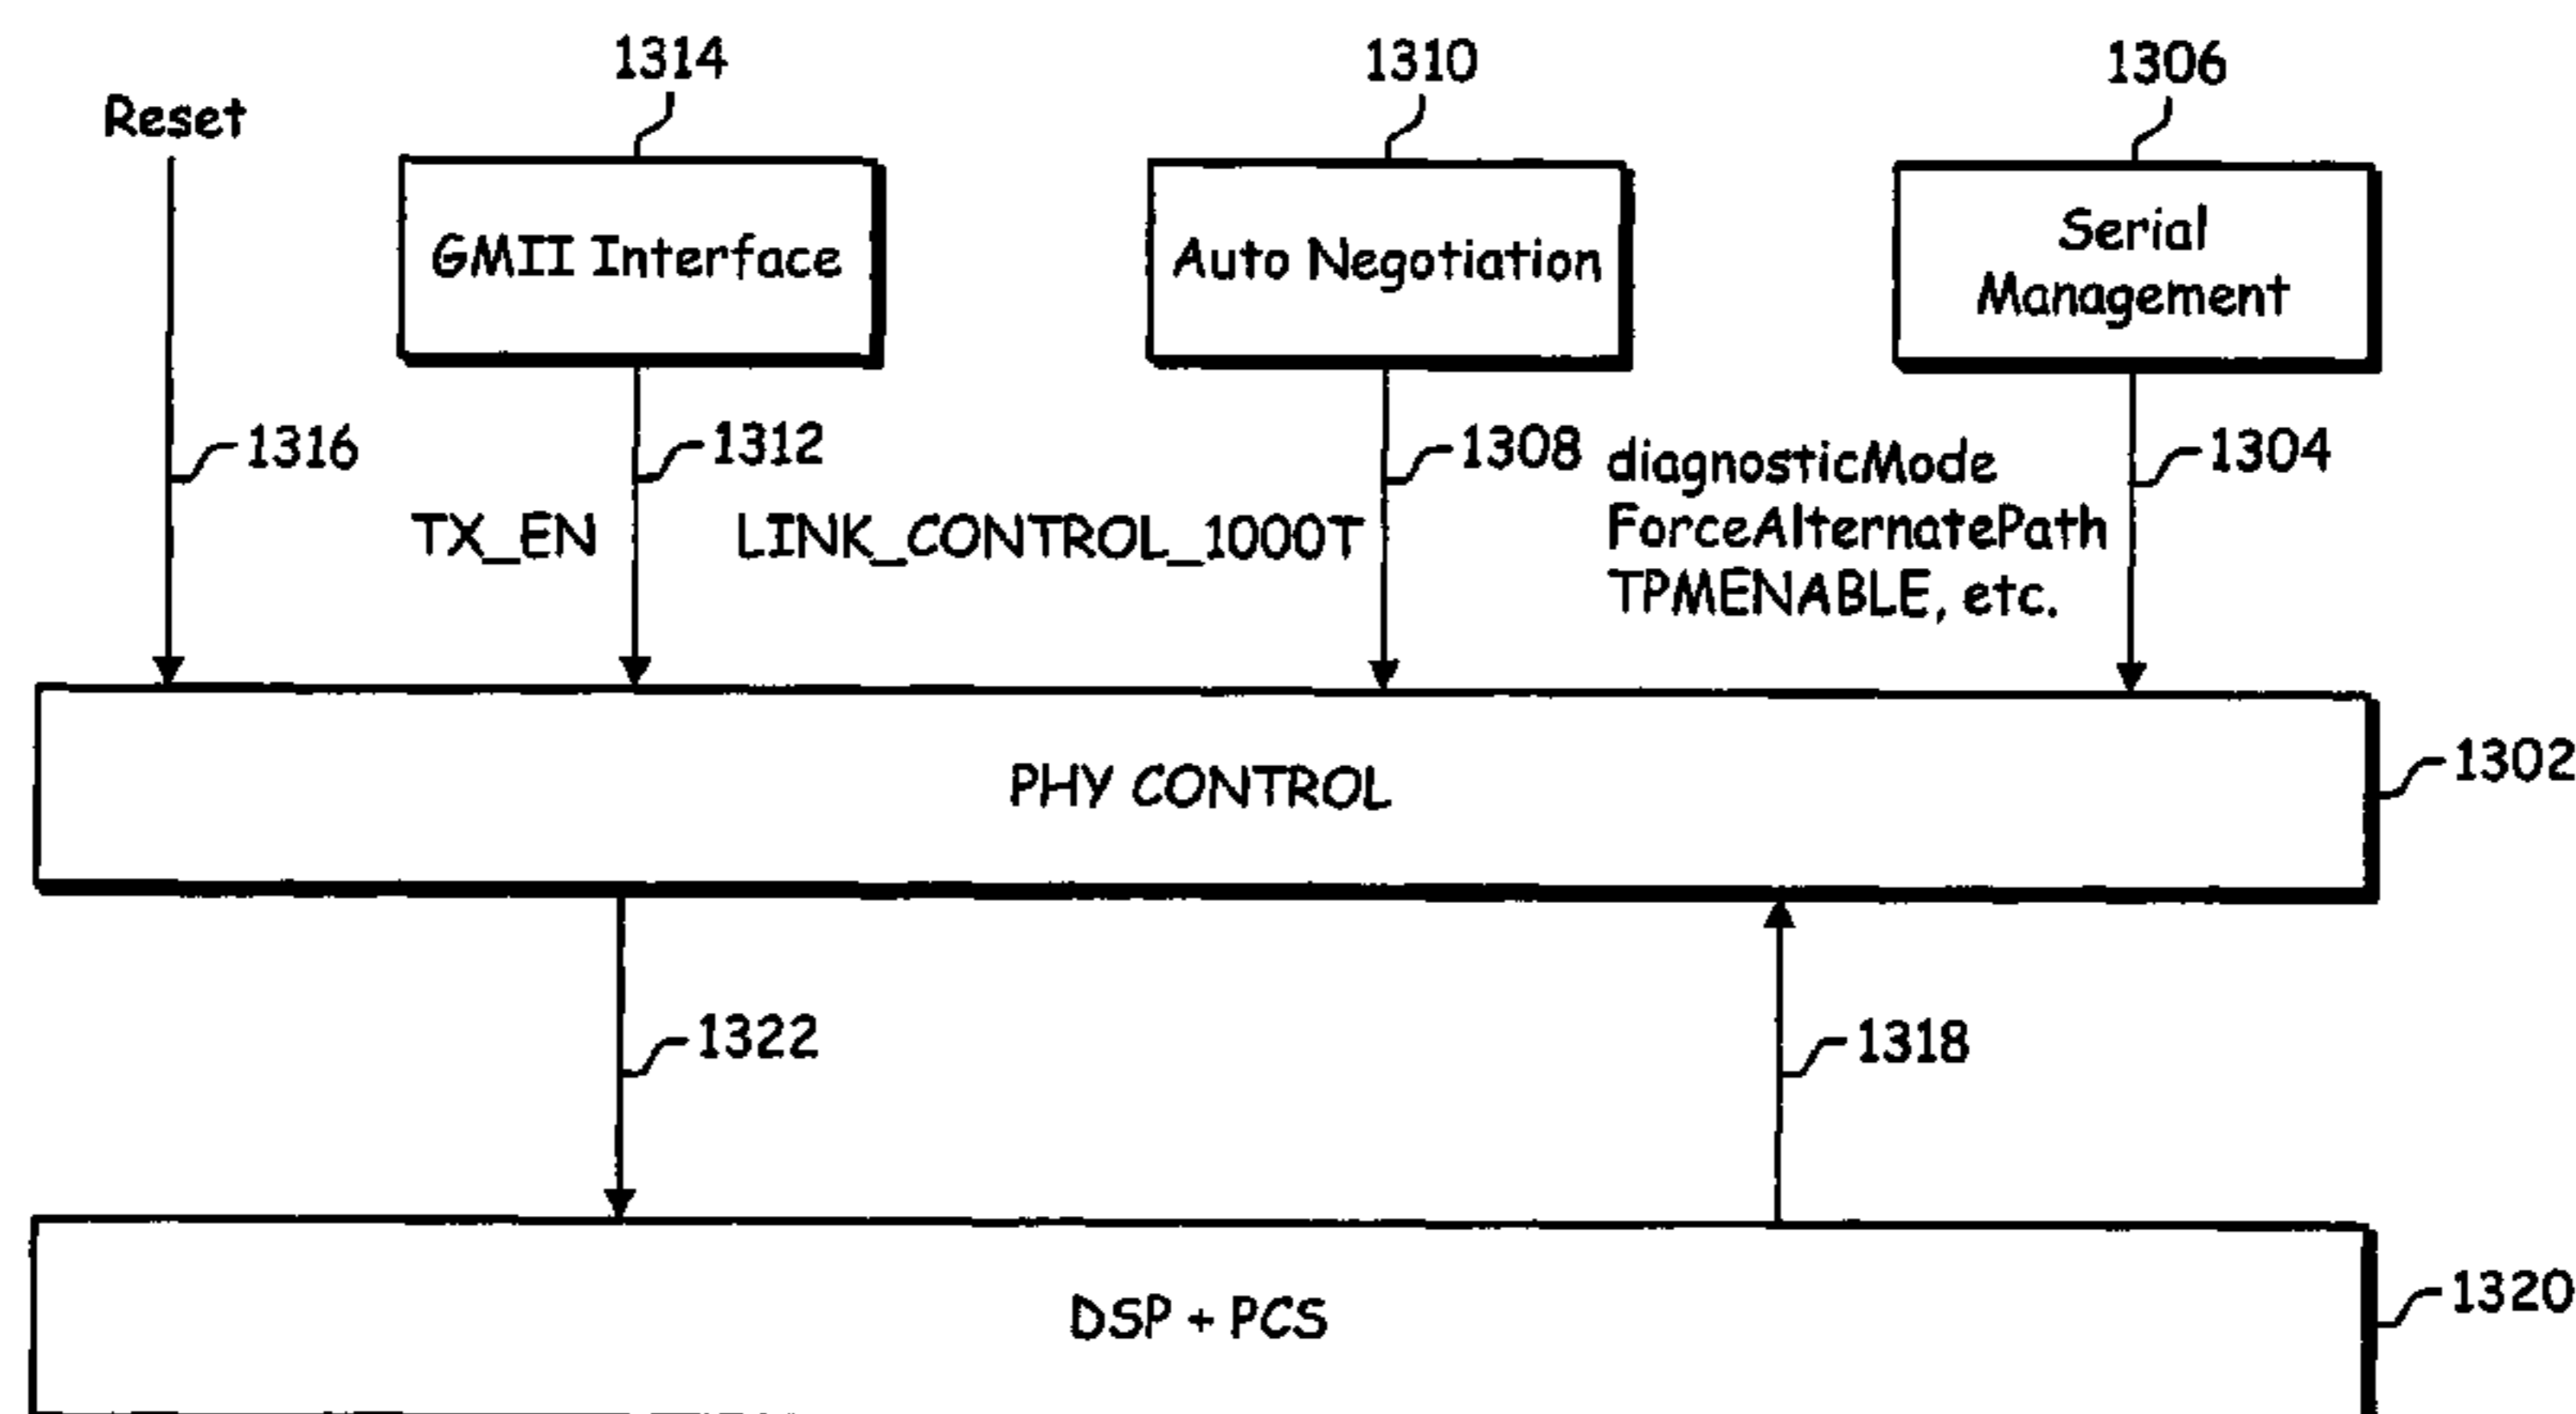 1314
1310
1306
Reset
GMII Interface
Auto Negotiation
Serial
Management
1316
1312
1308
diagnosticMode
1304
TX_EN
LINK_CONTROL_1000T
ForceAlternatePath
TPMENABLE, etc.
PHY CONTROL
1302
1322
1318
DSP + PCS
1320